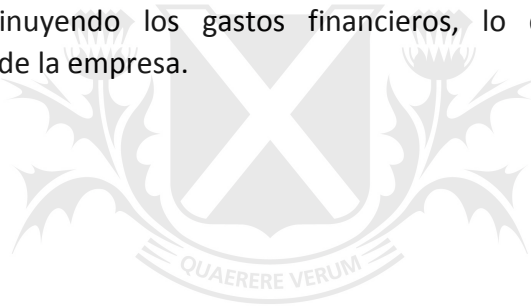 inuyendo los gastos financieros, lo
de la empresa.
QUAERERE VERUM